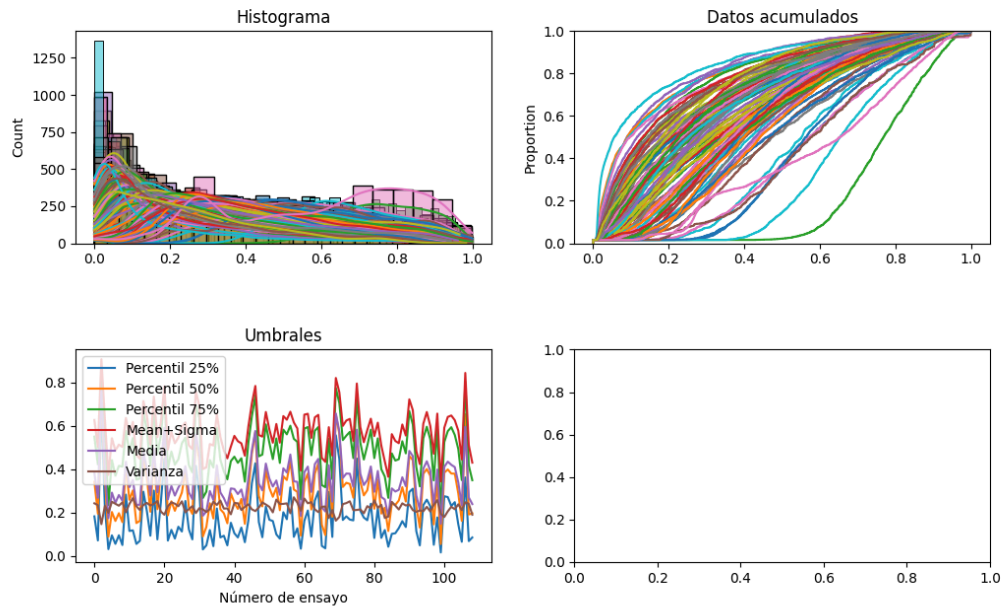 Histograma
Count
1250
1000
750
500
250
0
0.0 0.2 0.4 0.6 0.8 1.0
Datos acumulados
Proportion
1.0
0.8
0.6
0.4
0.2
0.0
0.0 0.2 0.4 0.6 0.8 1.0
Umbrales
0.8
0.6
0.4
0.2
0.0
Percentil 25%
Percentil 50%
Percentil 75%
Mean+Sigma
Media
Varianza
0 20 40 60 80 100
Número de ensayo
1.0
0.8
0.6
0.4
0.2
0.0
0.0 0.2 0.4 0.6 0.8 1.0